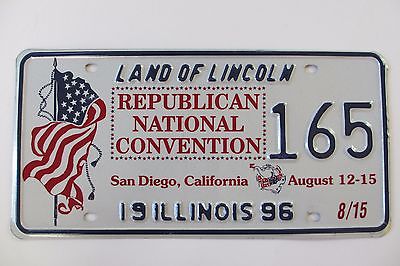 LAND OF LINCOLN
REPUBLICAN
NATIONAL
CONVENTION
165
San Diego, California August 12-15
19 ILLINOIS 96
8/15